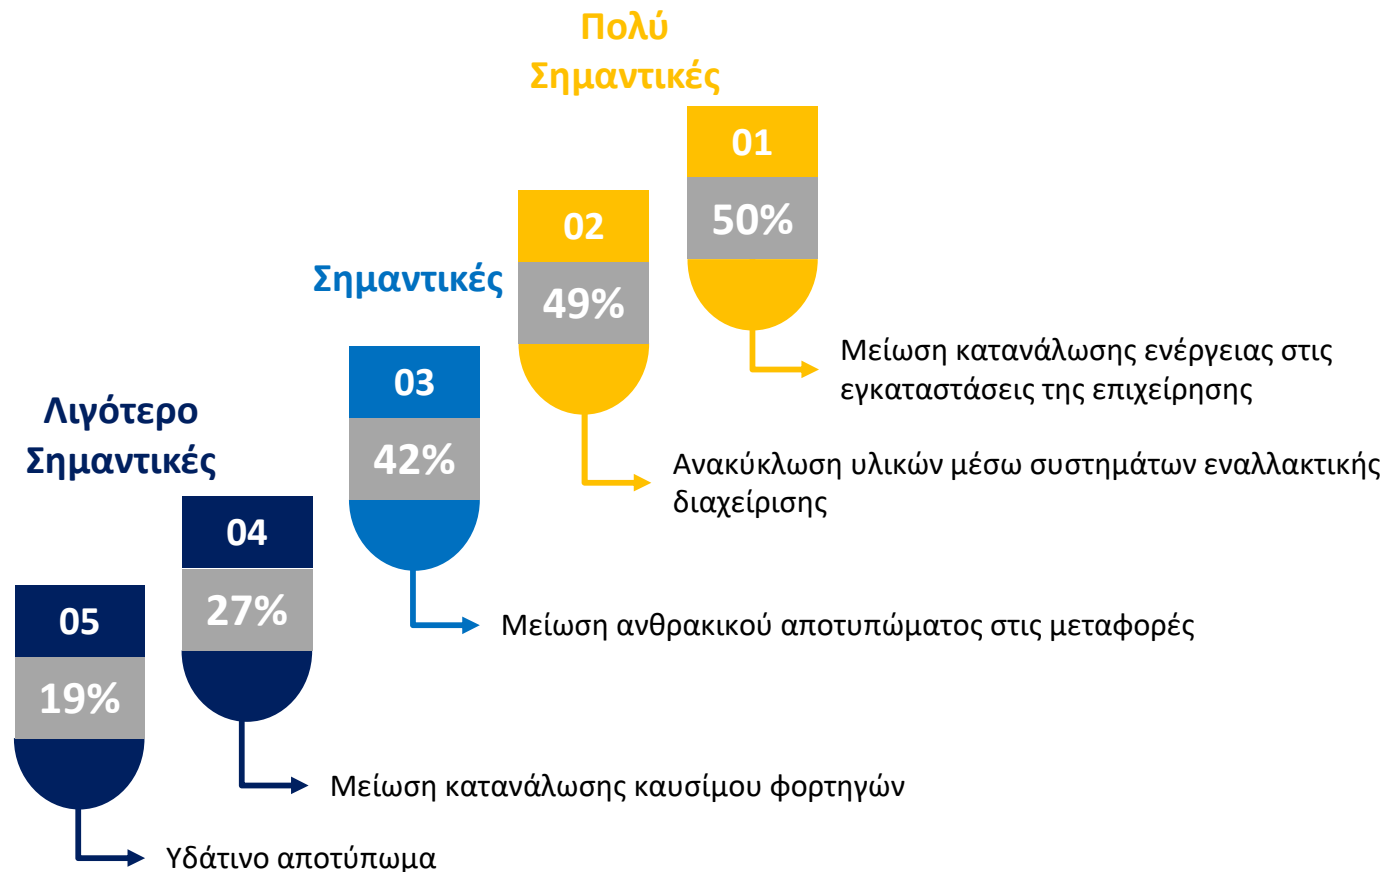 Πολύ
Σημαντικές
01
50%
Μείωση κατανάλωσης ενέργειας στις
εγκαταστάσεις της επιχείρησης
02
49%
Ανακύκλωση υλικών μέσω συστημάτων εναλλακτικής
διαχείρισης
Σημαντικές
03
42%
Μείωση ανθρακικού αποτυπώματος στις μεταφορές
Λιγότερο
Σημαντικές
04
27%
Μείωση κατανάλωσης καυσίμου φορτηγών
05
19%
Υδάτινο αποτύπωμα